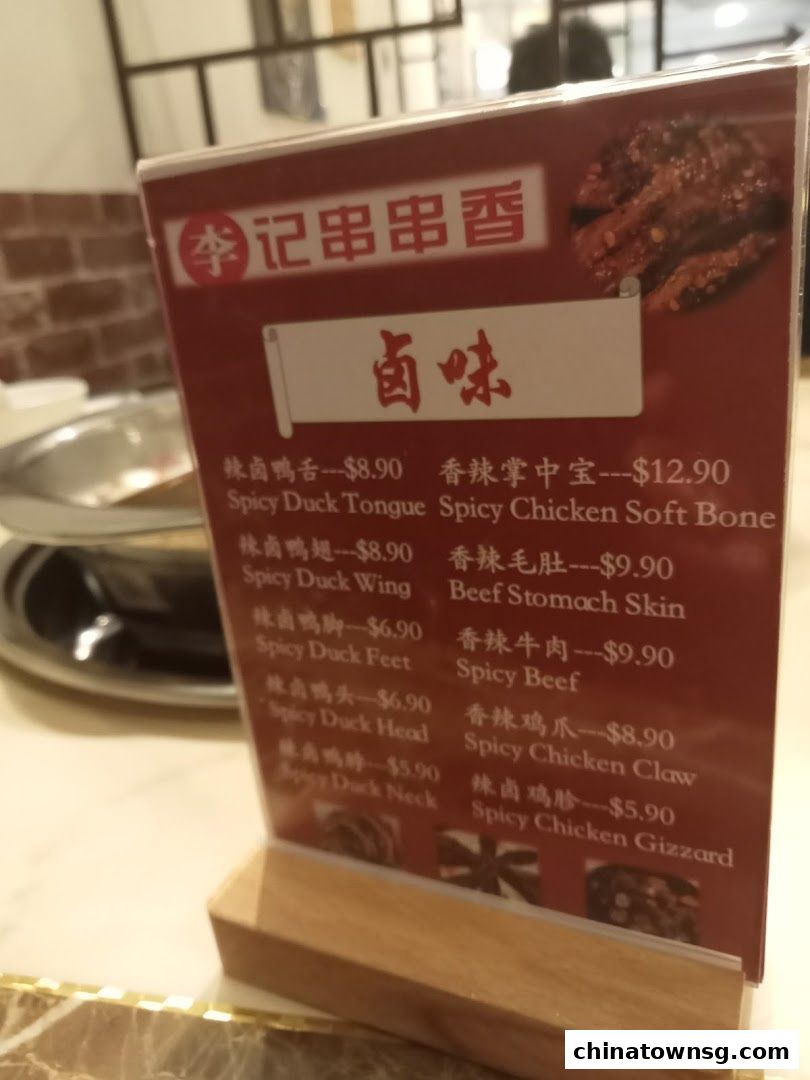 李记串串香
卤味
辣卤鸭舌---$8.90
Spicy Duck Tongue
辣卤鸭翅---$8.90
Spicy Duck Wing
辣卤鸭脚---$6.90
Spicy Duck Feet
辣卤鸭头---$6.90
Spicy Duck Head
辣卤鸭脖---$5.90
Spicy Duck Neck
香辣掌中宝---$12.90
Spicy Chicken Soft Bone
香辣毛肚---$9.90
Beef Stomach Skin
香辣牛肉---$9.90
Spicy Beef
香辣鸡爪---$8.90
Spicy Chicken Claw
辣卤鸡胗---$5.90
Spicy Chicken Gizzard
chinatownsg.com